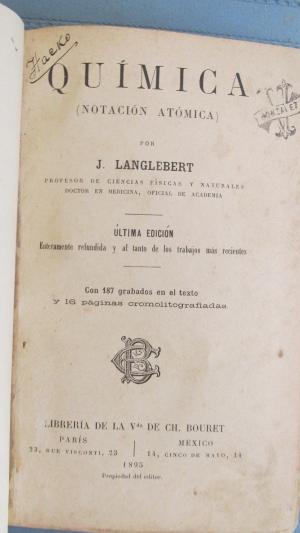 Haeko
QUÍMICA
(NOTACIÓN ATÓMICA)
GONZALEZ
POR
J. LANGLEBERT
PROFESOR DE CIENCIAS FÍSICAS Y NATURALES
DOCTOR EN MEDICINA, OFICIAL DE ACADEMIA
ÚLTIMA EDICIÓN
Enteramente refundida y al tanto de los trabajos más recientes
Con 187 grabados en el texto
y 16 páginas cromolitografiadas
LIBRERÍA DE LA Vda DE CH. BOURET
PARÍS
23, RUE VISCONTI, 23
MÉXICO
14, CINCO DE MAYO, 14
1895
Propiedad del editor.